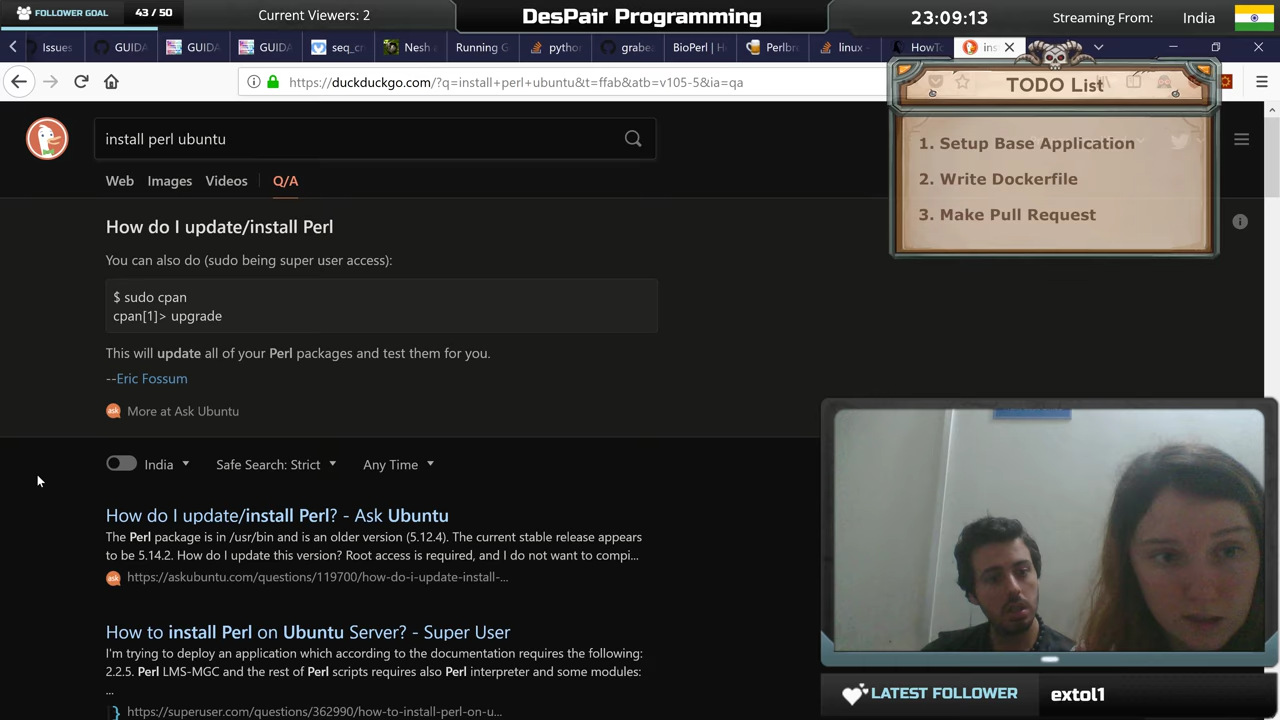 FOLLOWER GOAL
43 / 50
Current Viewers: 2
DesPair Programming
23:09:13
Streaming From:
India
Issues
GUIDA
GUIDA
GUIDA
seq_cr
Nesh
Running G
python
grabe
BioPerl | H
Perlbre
linux -
HowTo
ins
https://duckduckgo.com/?q=install+perl+ubuntu&t=ffab&atb=v105-5&ia=qa
TODO List
1. Setup Base Application
2. Write Dockerfile
3. Make Pull Request
install perl ubuntu
Web
Images
Videos
Q/A
How do I update/install Perl
You can also do (sudo being super user access):
$ sudo cpan
cpan[1]> upgrade
This will update all of your Perl packages and test them for you.
--Eric Fossum
ask
More at Ask Ubuntu
India
Safe Search: Strict
Any Time
How do I update/install Perl? - Ask Ubuntu
The Perl package is in /usr/bin and is an older version (5.12.4). The current stable release appears
to be 5.14.2. How do I update this version? Root access is required, and I do not want to compi...
ask
https://askubuntu.com/questions/119700/how-do-i-update-install-...
How to install Perl on Ubuntu Server? - Super User
I'm trying to deploy an application which according to the documentation requires the following:
2.2.5. Perl LMS-MGC and the rest of Perl scripts requires also Perl interpreter and some modules:
...
https://superuser.com/questions/362990/how-to-install-perl-on-u...
LATEST FOLLOWER
extol1